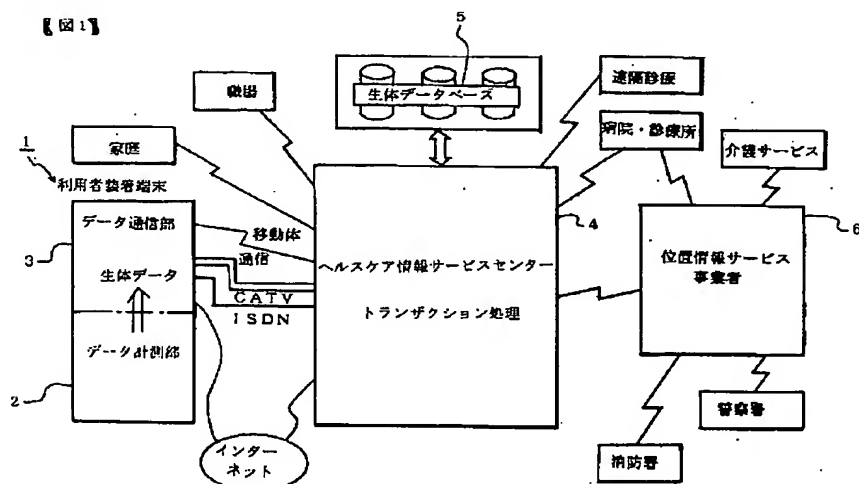 【図1】
5
生体データベース
職器
遠隔診療
家庭
病院・診療所
介護サービス
1
利用者装着端末
4
6
データ通信部
移動体
通信
3
生体データ
CATV
ISDN
データ計測部
2
ヘルスケア情報サービスセンター
トランザクション処理
位置情報サービス
事業者
インター
ネット
警察署
消防署